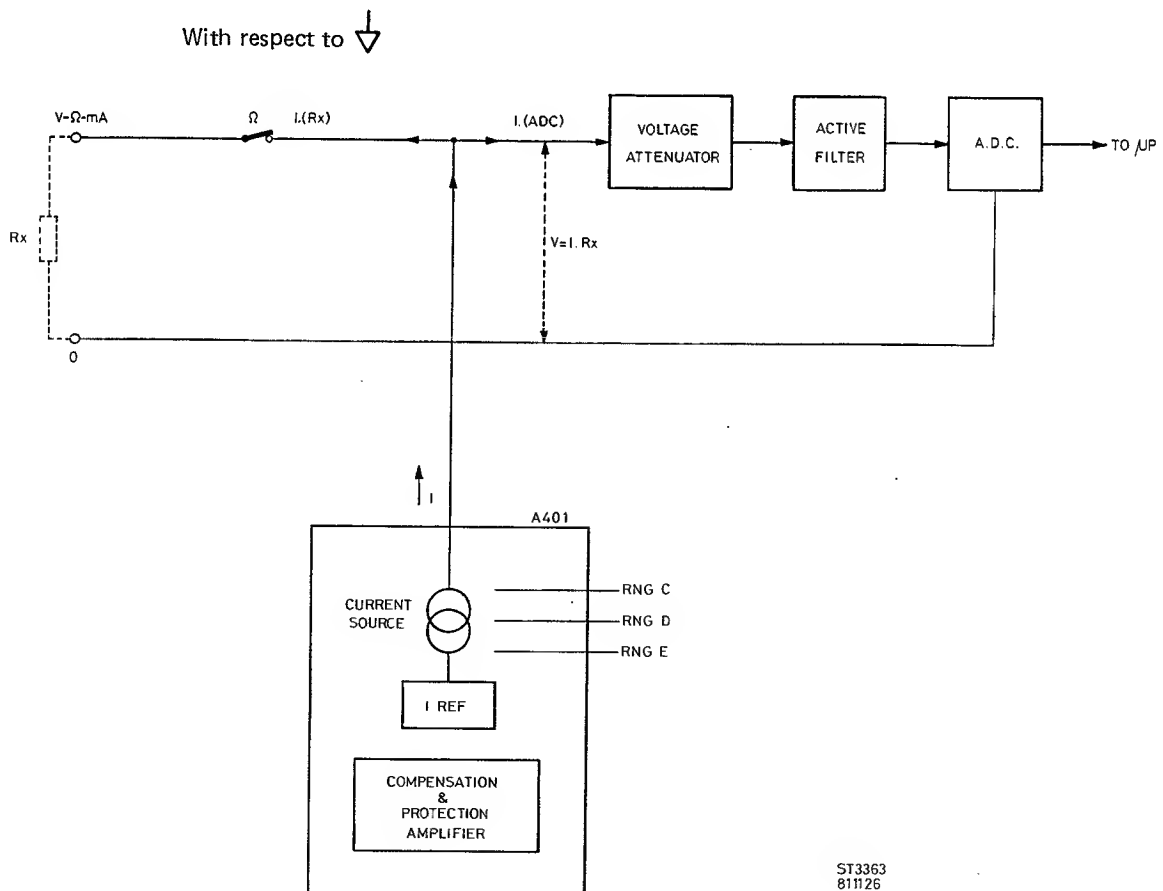 With respect to
V-Ω-mA
Ω
I.(Rx)
I.(ADC)
VOLTAGE
ATTENUATOR
ACTIVE
FILTER
A.D.C.
TO /UP
Rx
V=I.Rx
0
I
A401
CURRENT
SOURCE
RNG C
RNG D
RNG E
I REF
COMPENSATION
&
PROTECTION
AMPLIFIER
ST3363
811126